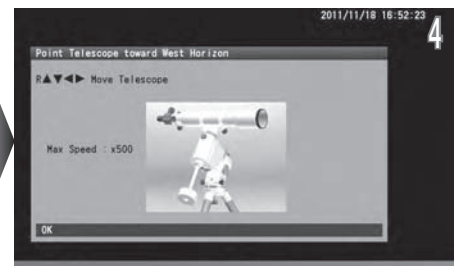 2011/11/18 16:52:23
4
Point Telescope toward West Horizon
R▲▼◀▶ Move Telescope
Max Speed : x500
OK